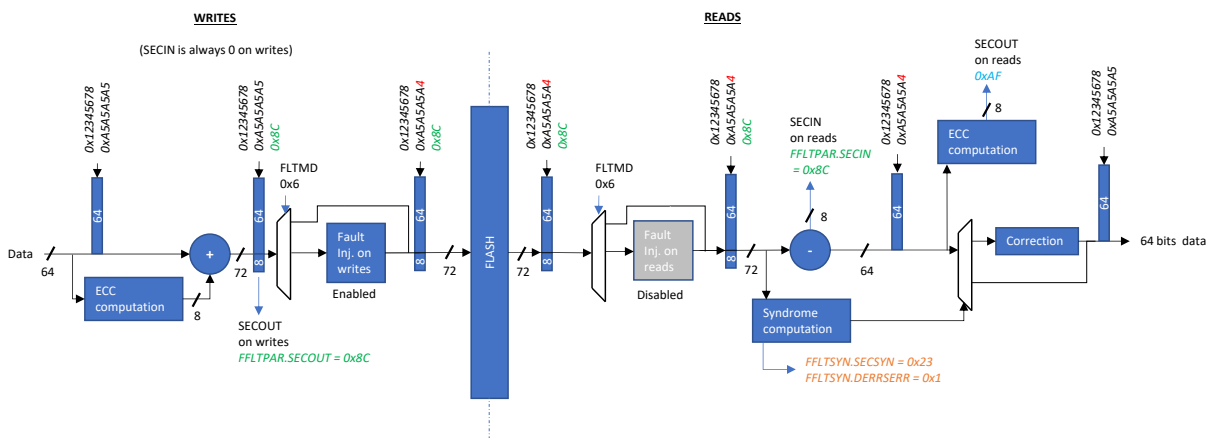 WRITES
READS
(SECIN is always 0 on writes)
0x12345678
0xA5A5A5A5
0x12345678
0xA5A5A5A5A5
0x8C
0x12345678
0xA5A5A5A4
0x8C
0x12345678
0xA5A5A5A4
0x8C
0x12345678
0xA5A5A5A4
0x8C
0x12345678
0xA5A5A5A4
0x12345678
0xA5A5A5A5
SECOUT
on reads
0xAF
8
ECC
computation
SECIN
on reads
FFLTPAR.SECIN
= 0x8C
8
FLTMD
0x6
FLTMD
0x6
64
64
64
64
64
64
64
Data
64
+
72
8
Fault
Inj. on
writes
Enabled
8
72
FLASH
72
8
Fault
Inj. on
reads
Disabled
8
72
-
64
Correction
64 bits data
ECC
computation
8
SECOUT
on writes
FFLTPAR.SECOUT = 0x8C
Syndrome
computation
FFLTSYN.SECSYN = 0x23
FFLTSYN.DERRSERR = 0x1